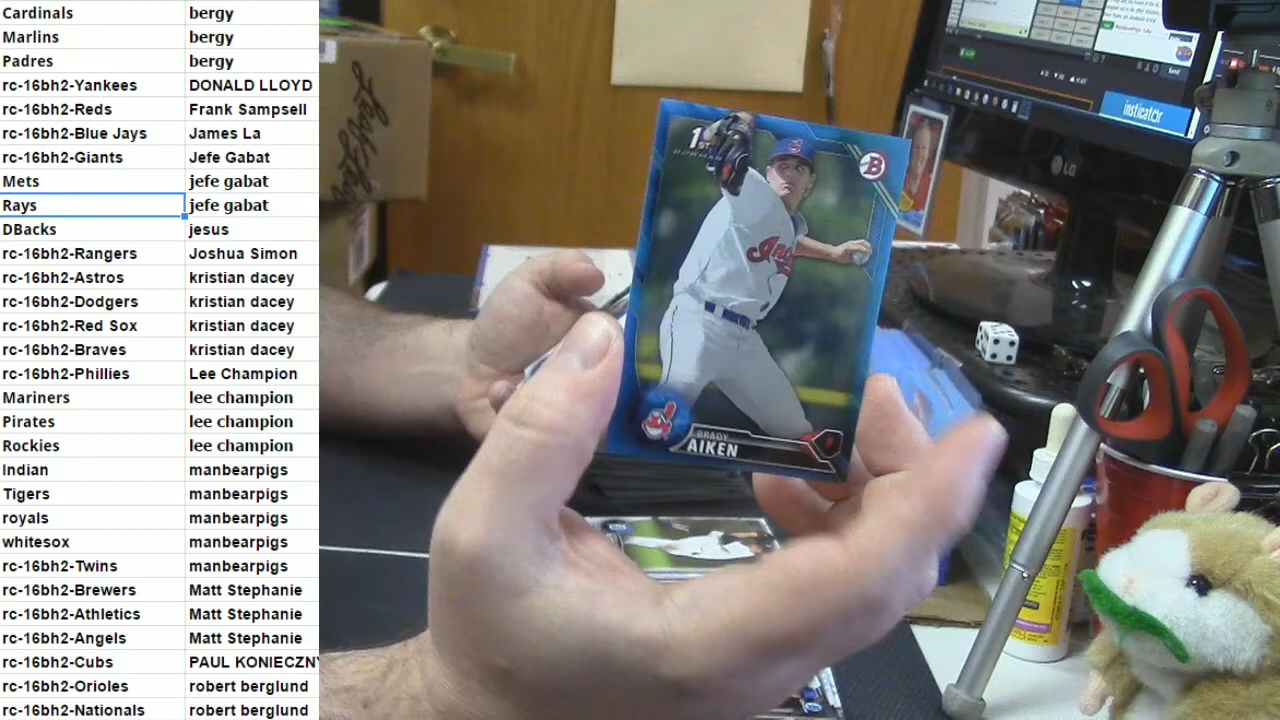 Cardinals bergy
Marlins bergy
Padres bergy
rc-16bh2-Yankees DONALD LLOYD
rc-16bh2-Reds Frank Sampsell
rc-16bh2-Blue Jays James La
rc-16bh2-Giants Jefe Gabat
Mets jefe gabat
Rays jefe gabat
DBacks jesus
rc-16bh2-Rangers Joshua Simon
rc-16bh2-Astros kristian dacey
rc-16bh2-Dodgers kristian dacey
rc-16bh2-Red Sox kristian dacey
rc-16bh2-Braves kristian dacey
rc-16bh2-Phillies Lee Champion
Mariners lee champion
Pirates lee champion
Rockies lee champion
Indian manbearpigs
Tigers manbearpigs
royals manbearpigs
whitesox manbearpigs
rc-16bh2-Twins manbearpigs
rc-16bh2-Brewers Matt Stephanie
rc-16bh2-Athletics Matt Stephanie
rc-16bh2-Angels Matt Stephanie
rc-16bh2-Cubs PAUL KONIECZNY
rc-16bh2-Orioles robert berglund
rc-16bh2-Nationals robert berglund
1ST
BOWMAN
B
BRADY
AIKEN
P
insticator
LG